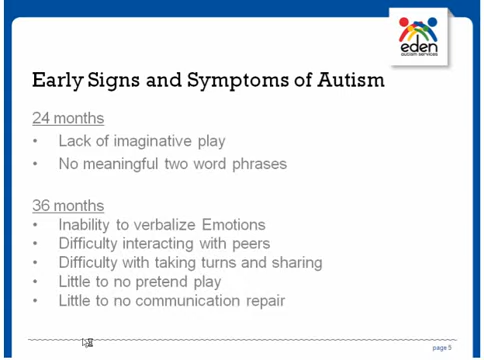 eden
autism services
Early Signs and Symptoms of Autism
24 months
• Lack of imaginative play
• No meaningful two word phrases
36 months
• Inability to verbalize Emotions
• Difficulty interacting with peers
• Difficulty with taking turns and sharing
• Little to no pretend play
• Little to no communication repair
page 5